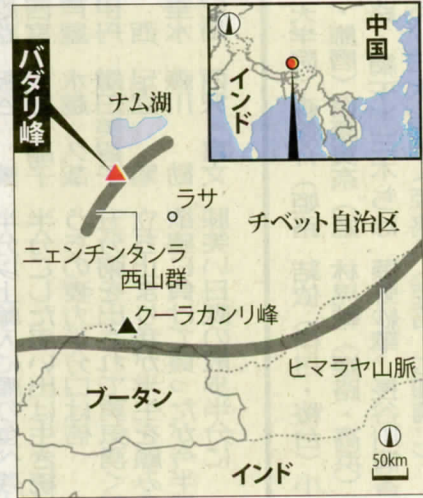 中国
インド
バダリ峰
ナム湖
ラサ
チベット自治区
ニェンチンタンラ
西山群
クーラカンリ峰
ヒマラヤ山脈
ブータン
インド
50km